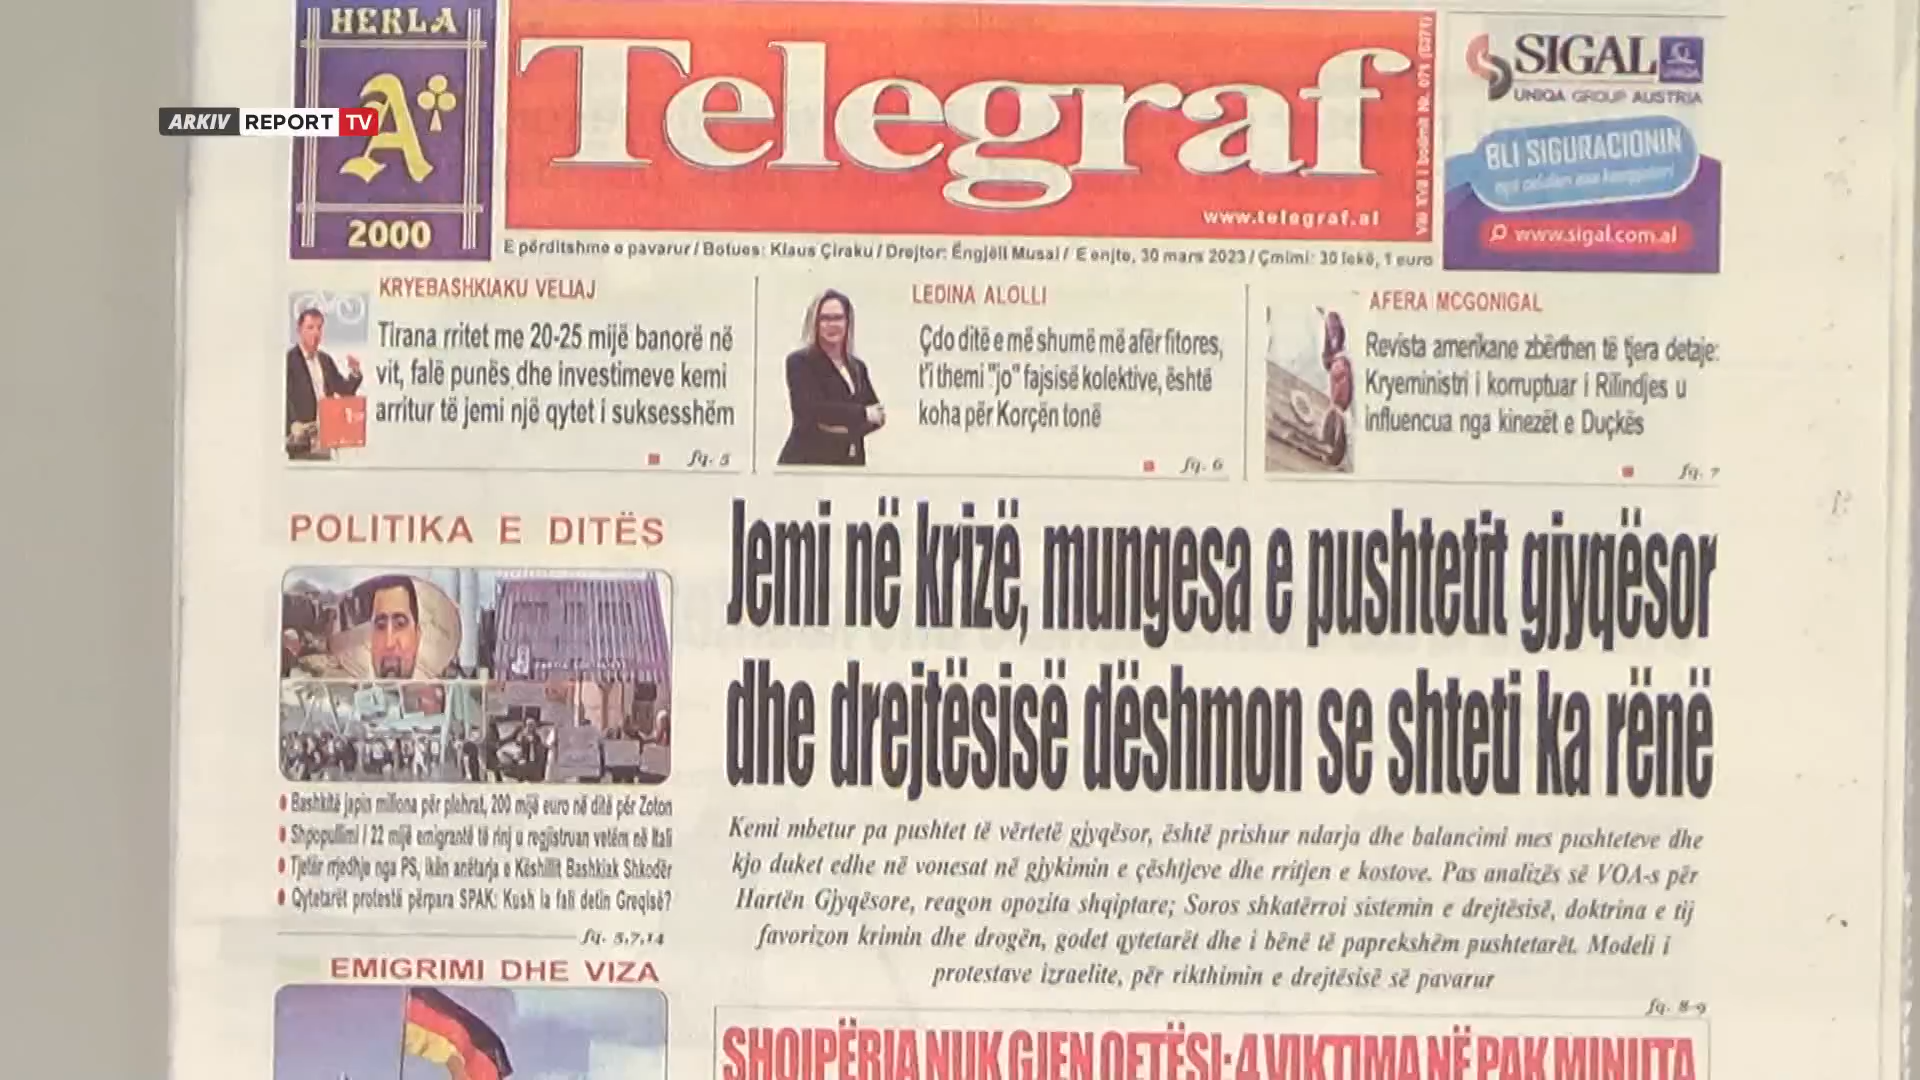 HERLA
A
2000
ARKIV REPORT TV
Telegraf
www.telegraf.al
SIGAL
UNIQA
UNIQA GROUP AUSTRIA
BLI SIGURACIONIN
www.sigal.com.al
E përditshme e pavarur / Botues: Klaus Çiraku / Drejtor: Ëngjëll Musai / E enjte, 30 mars 2023 / Çmimi: 30 lekë, 1 euro
KRYEBASHKIAKU VELIAJ
Tirana rritet me 20-25 mijë banorë në
vit, falë punës dhe investimeve kemi
arritur të jemi një qytet i suksesshëm
fq. 5
LEDINA ALOLLI
Çdo ditë e më shumë më afër fitores,
t'i themi "jo" fajsisë kolektive, është
koha për Korçën tonë
fq. 6
AFERA MCGONIGAL
Revista amerikane zbërthen të tjera detaje:
Kryeministri i korruptuar i Rilindjes u
influencua nga kinezët e Duçkës
fq. 7
POLITIKA E DITËS
Bashkitë japin miliona për plehrat, 200 mijë euro në ditë për Zoton
Shpopullimi / 22 mijë emigrantë të rinj u regjistruan vetëm në Itali
Tjetër rrjedhje nga PS, ikën anëtarja e Këshillit Bashkiak Shkodër
Qytetarët protestë përpara SPAK: Kush ia fali detin Greqisë?
fq. 5,7,14
EMIGRIMI DHE VIZA
Jemi në krizë, mungesa e pushtetit gjyqësor
dhe drejtësisë dëshmon se shteti ka rënë
Kemi mbetur pa pushtet të vërtetë gjyqësor, është prishur ndarja dhe balancimi mes pushteteve dhe
kjo duket edhe në vonesat në gjykimin e çështjeve dhe rritjen e kostove. Pas analizës së VOA-s për
Hartën Gjyqësore, reagon opozita shqiptare; Soros shkatërroi sistemin e drejtësisë, doktrina e tij
favorizon krimin dhe drogën, godet qytetarët dhe i bënë të paprekshëm pushtetarët. Modeli i
protestave izraelite, për rikthimin e drejtësisë së pavarur
fq. 8-9
SHQIPËRIA NUK GJEN QETËSI: 4 VIKTIMA NË PAK MINUTA